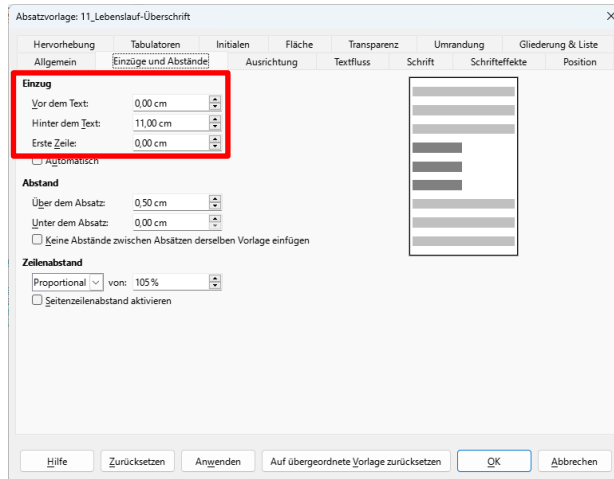 Absatzvorlage: 11_Lebenslauf-Überschrift
Hervorhebung Tabulatoren Initialen Fläche Transparenz Umrandung Gliederung & Liste
Allgemein Einzüge und Abstände Ausrichtung Textfluss Schrift Schrifteffekte Position
Einzug
Vor dem Text: 0,00 cm
Hinter dem Text: 11,00 cm
Erste Zeile: 0,00 cm
Automatisch
Abstand
Über dem Absatz: 0,50 cm
Unter dem Absatz: 0,00 cm
Keine Abstände zwischen Absätzen derselben Vorlage einfügen
Zeilenabstand
Proportional von: 105 %
Seitenzeilenabstand aktivieren
Hilfe Zurücksetzen Anwenden Auf übergeordnete Vorlage zurücksetzen OK Abbrechen